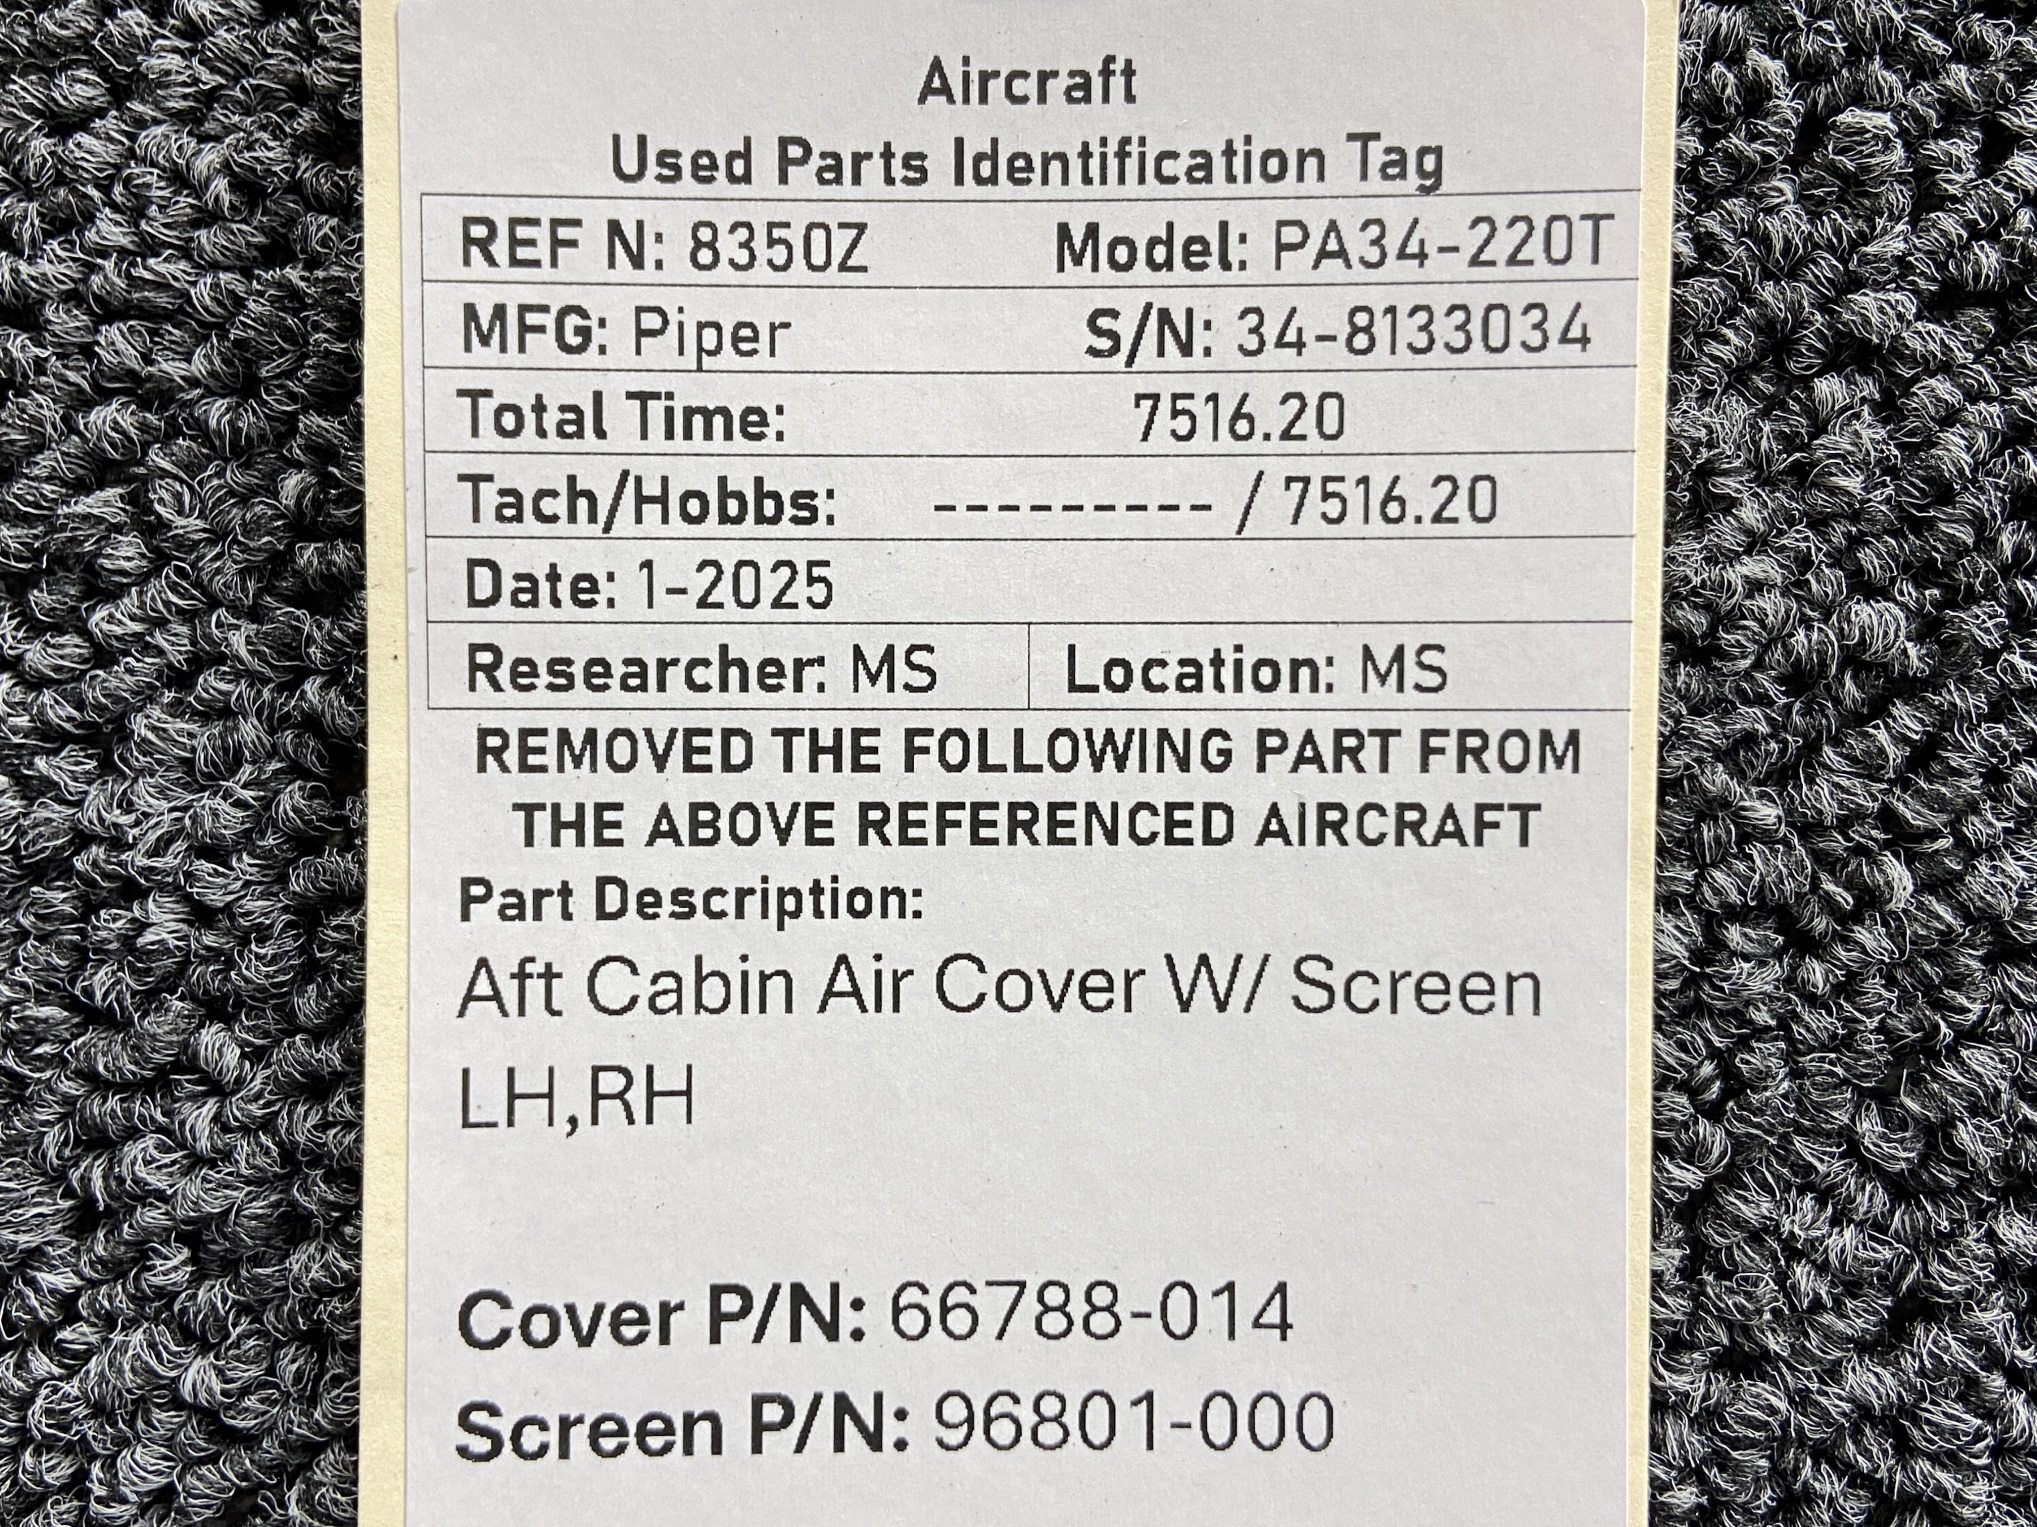 Aircraft
Used Parts Identification Tag
REF N: 8350Z Model: PA34-220T
MFG: Piper S/N: 34-8133034
Total Time: 7516.20
Tach/Hobbs: --------- / 7516.20
Date: 1-2025
Researcher: MS Location: MS
REMOVED THE FOLLOWING PART FROM
THE ABOVE REFERENCED AIRCRAFT
Part Description:
Aft Cabin Air Cover W/ Screen
LH,RH
Cover P/N: 66788-014
Screen P/N: 96801-000